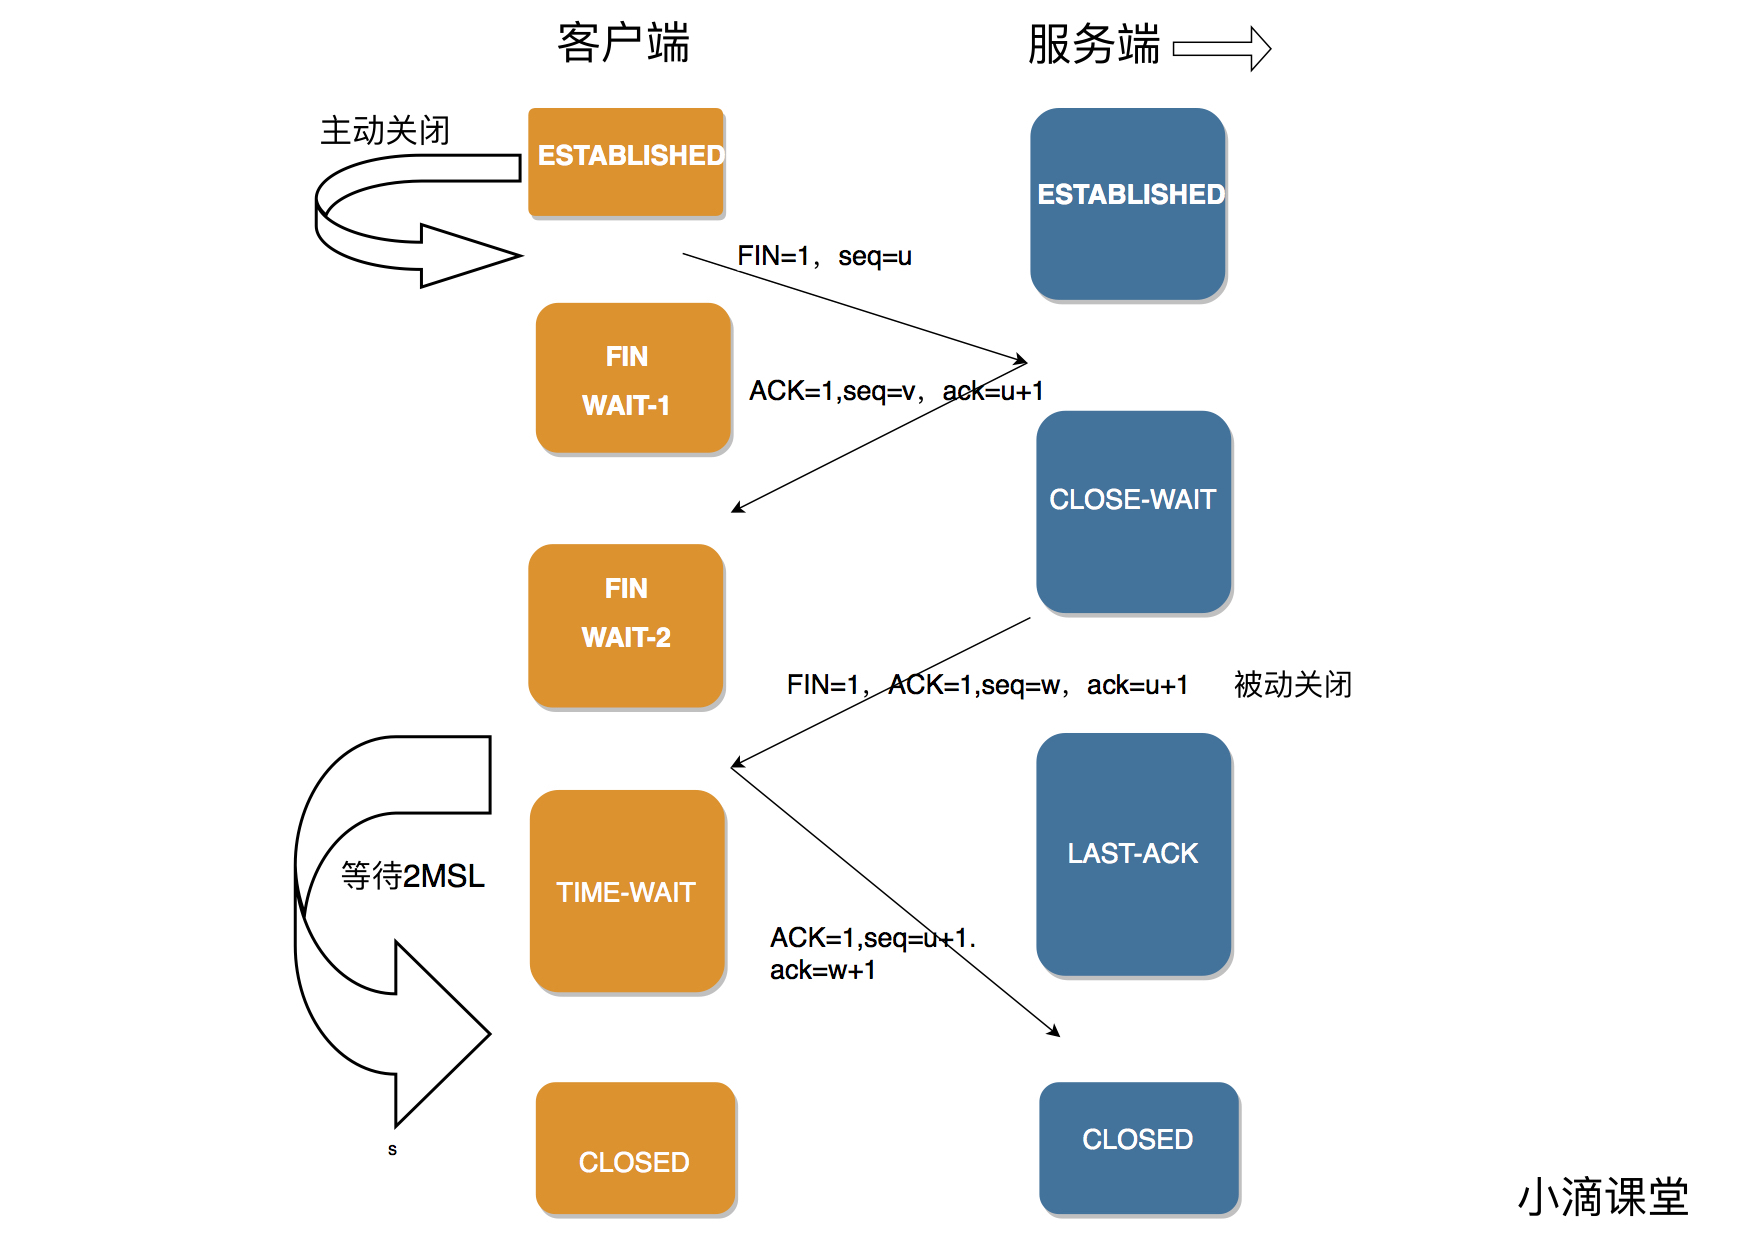 客户端
服务端
主动关闭
ESTABLISHED
ESTABLISHED
FIN=1，seq=u
FIN
WAIT-1
ACK=1,seq=v，ack=u+1
CLOSE-WAIT
FIN
WAIT-2
FIN=1，ACK=1,seq=w，ack=u+1
被动关闭
等待2MSL
TIME-WAIT
LAST-ACK
ACK=1,seq=u+1.
ack=w+1
s
CLOSED
CLOSED
小滴课堂